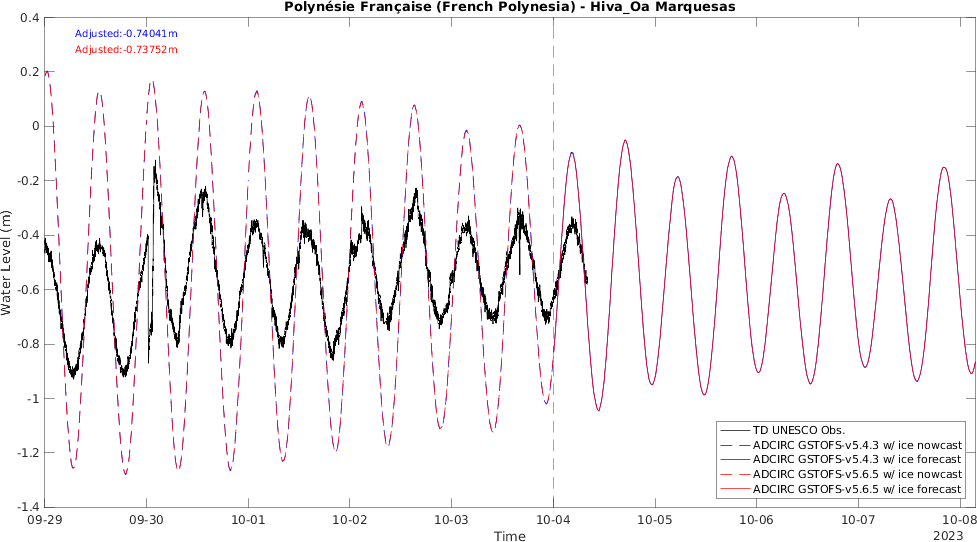 Polynésie Française (French Polynesia) - Hiva_Oa Marquesas
Adjusted:-0.74041m
Adjusted:-0.73752m
Water Level (m)
0.4
0.2
0
-0.2
-0.4
-0.6
-0.8
-1
-1.2
-1.4
TD UNESCO Obs.
ADCIRC GSTOFS-v5.4.3 w/ ice nowcast
ADCIRC GSTOFS-v5.4.3 w/ ice forecast
ADCIRC GSTOFS-v5.6.5 w/ ice nowcast
ADCIRC GSTOFS-v5.6.5 w/ ice forecast
09-29 09-30 10-01 10-02 10-03 10-04 10-05 10-06 10-07 10-08
2023
Time